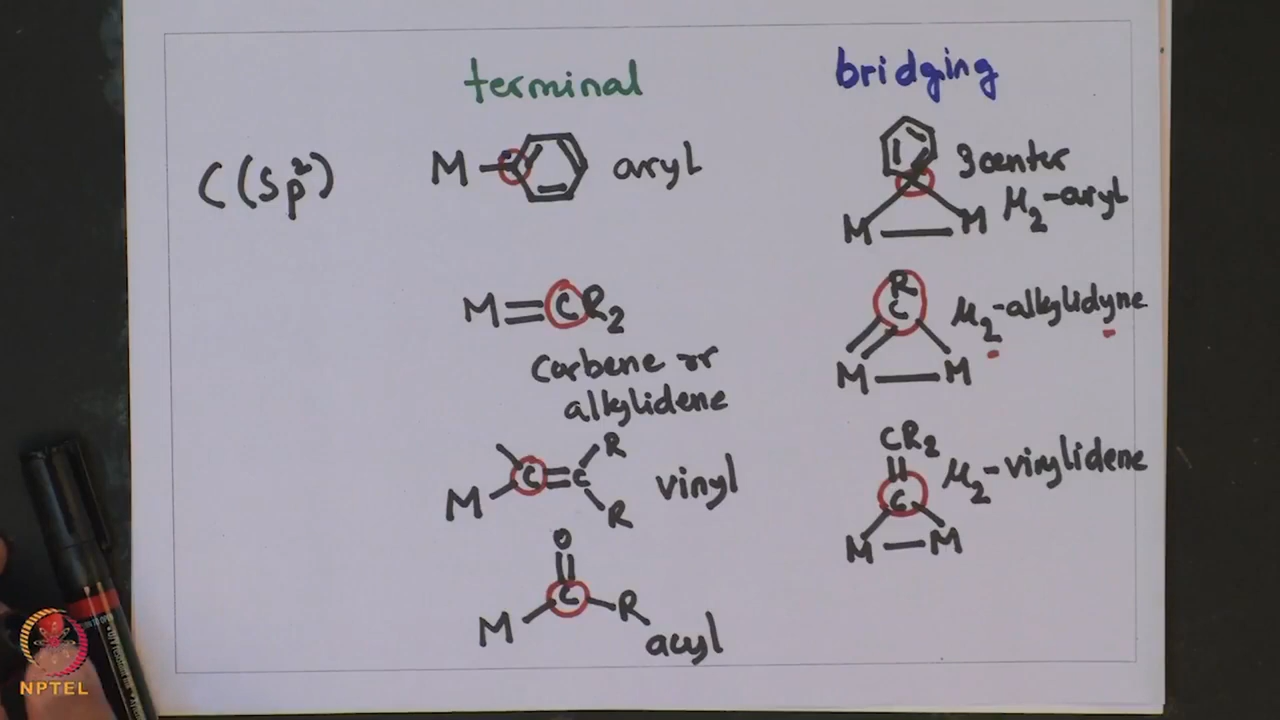 terminal bridging
C(sp²)
M aryl
3 center
M M μ₂-aryl
M=CR₂
carbene or
alkylidene
R
C
M M μ₂-alkylidyne
M C=C R R vinyl
CR₂
C
M M μ₂-vinylidene
O
M C R
acyl
NPTEL